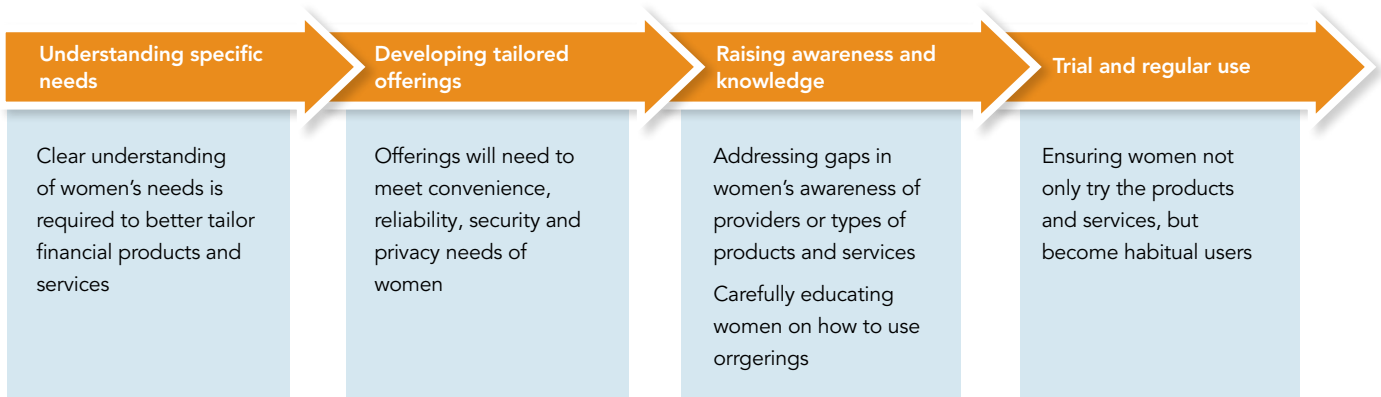 Understanding specific
needs
Clear understanding
of women's needs is
required to better tailor
financial products and
services
Developing tailored
offerings
Offerings will need to
meet convenience,
reliability, security and
privacy needs of
women
Raising awareness and
knowledge
Addressing gaps in
women's awareness of
providers or types of
products and services
Carefully educating
women on how to use
orrgerings
Trial and regular use
Ensuring women not
only try the products
and services, but
become habitual users